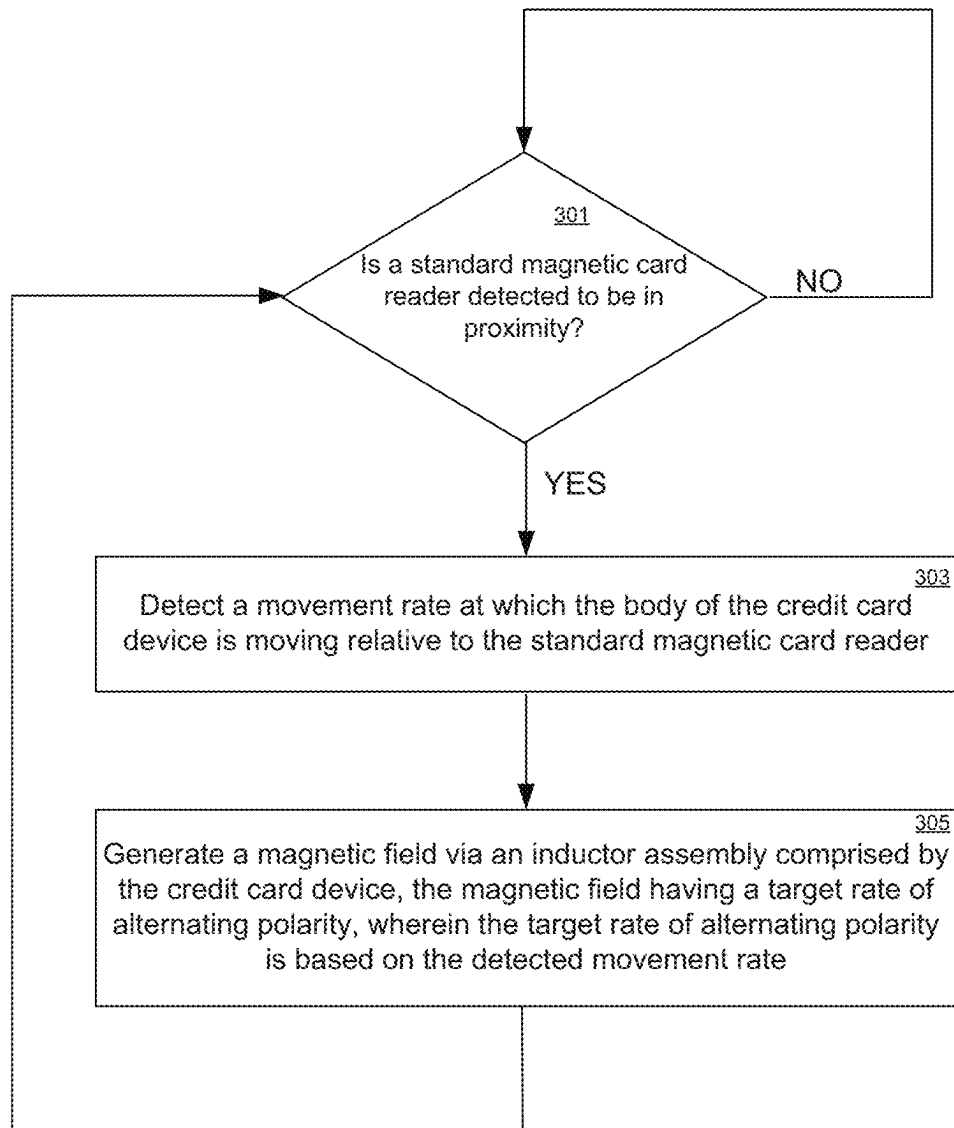 301
Is a standard magnetic card
reader detected to be in
proximity?
NO
YES
303
Detect a movement rate at which the body of the credit card
device is moving relative to the standard magnetic card reader
305
Generate a magnetic field via an inductor assembly comprised by
the credit card device, the magnetic field having a target rate of
alternating polarity, wherein the target rate of alternating polarity
is based on the detected movement rate